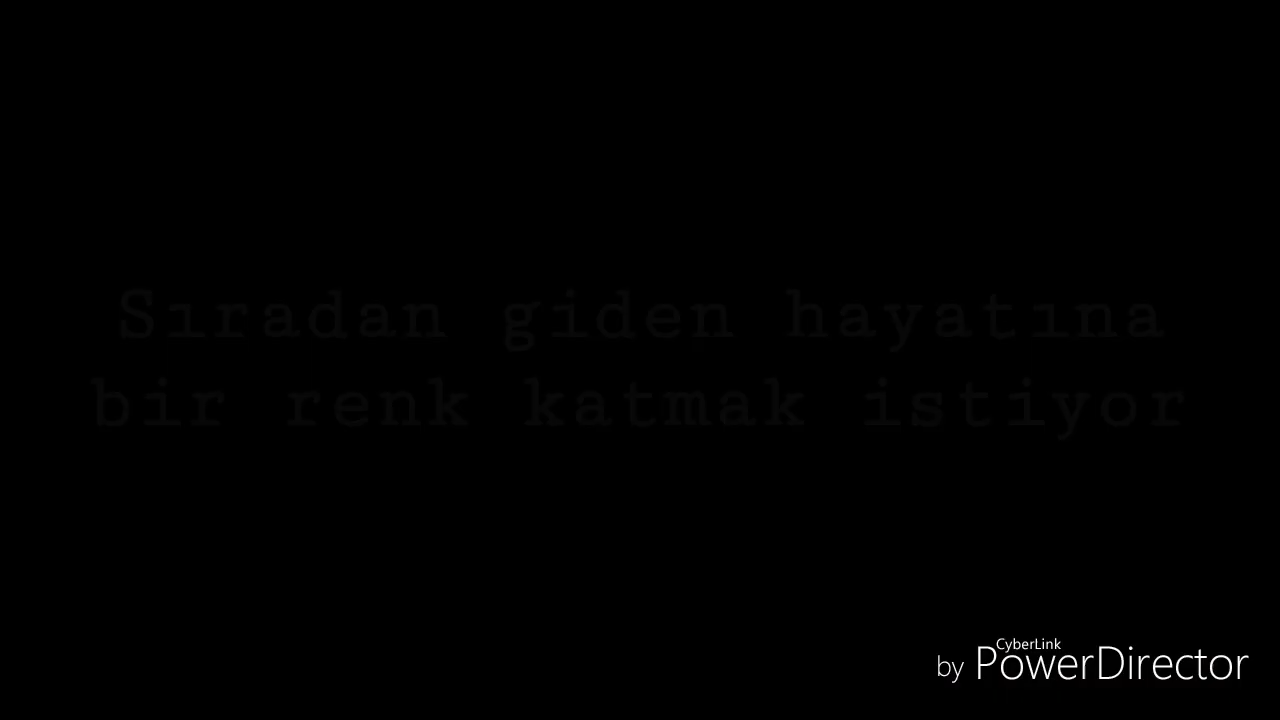 Sıradan giden hayatına
bir renk katmak istiyor
by CyberLink PowerDirector